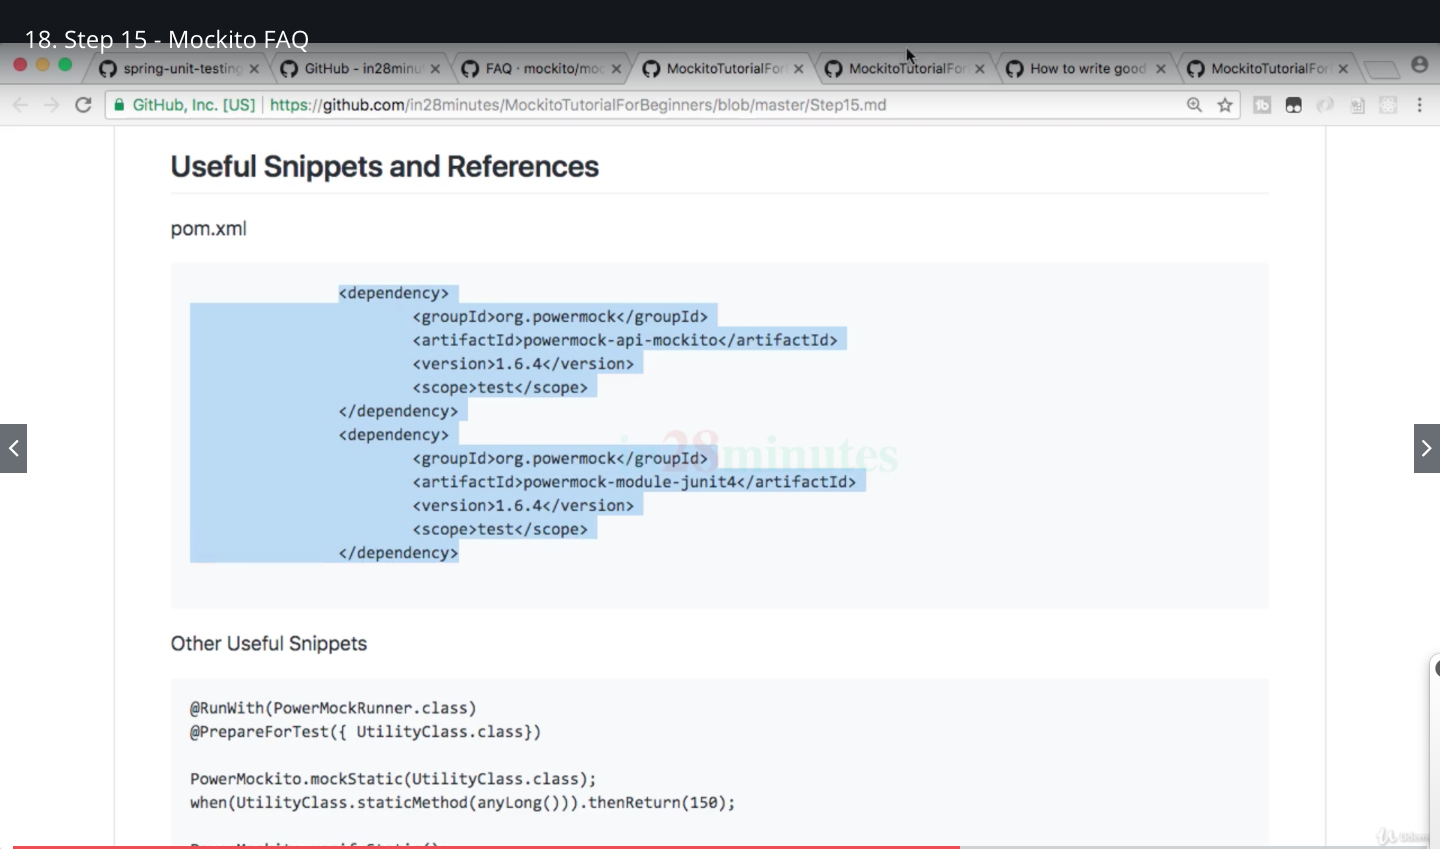 18. Step 15 - Mockito FAQ
spring-unit-testing
GitHub - in28minut
FAQ · mockito/moc
MockitoTutorialFor
MockitoTutorialFor
How to write good
MockitoTutorialFor
GitHub, Inc. [US] | https://github.com/in28minutes/MockitoTutorialForBeginners/blob/master/Step15.md
Useful Snippets and References
pom.xml
<dependency>
<groupId>org.powermock</groupId>
<artifactId>powermock-api-mockito</artifactId>
<version>1.6.4</version>
<scope>test</scope>
</dependency>
<dependency>
<groupId>org.powermock</groupId>
28minutes
<artifactId>powermock-module-junit4</artifactId>
<version>1.6.4</version>
<scope>test</scope>
</dependency>
Other Useful Snippets
@RunWith(PowerMockRunner.class)
@PrepareForTest({ UtilityClass.class})
PowerMockito.mockStatic(UtilityClass.class);
when(UtilityClass.staticMethod(anyLong())).thenReturn(150);